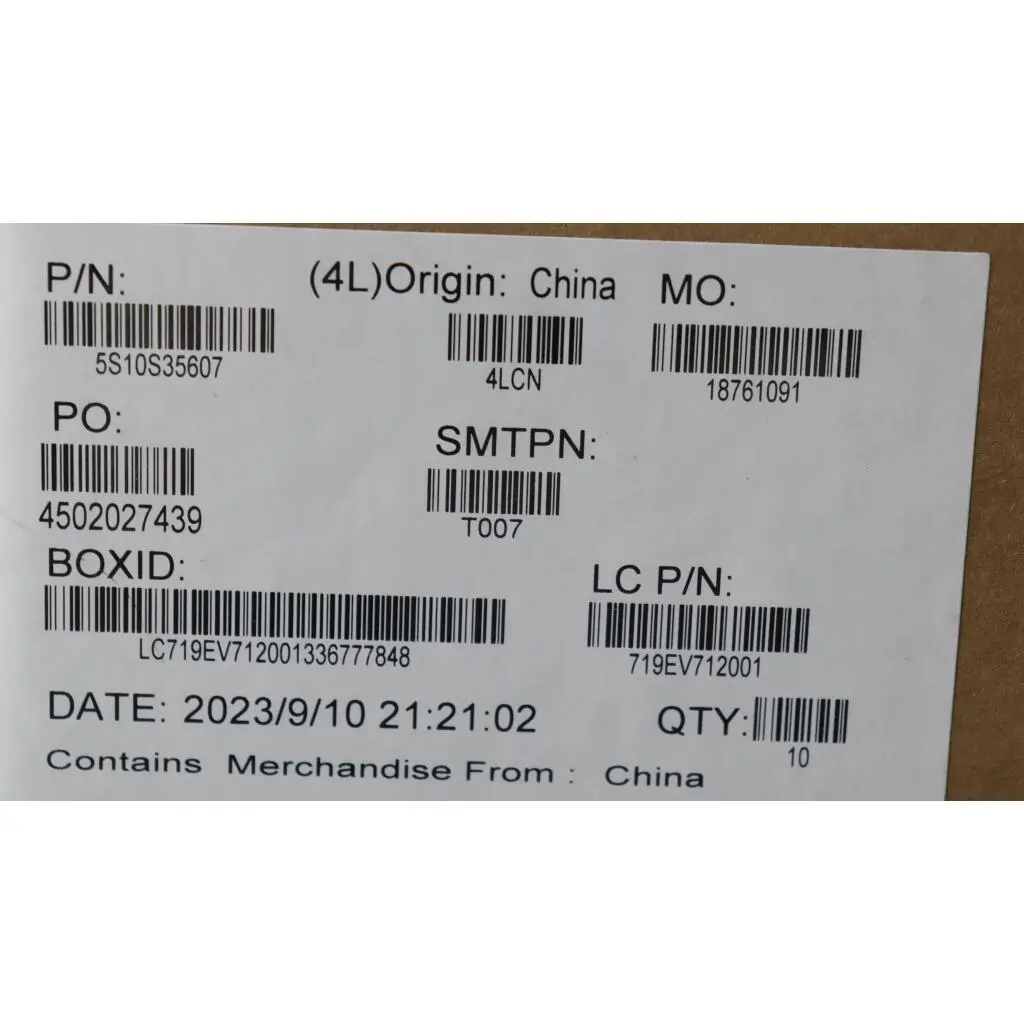 P/N: (4L)Origin: China MO:
5S10S35607 4LCN 18761091
PO: SMTPN:
4502027439 T007
BOXID: LC P/N:
LC719EV712001336777848 719EV712001
DATE: 2023/9/10 21:21:02 QTY:
10
Contains Merchandise From : China